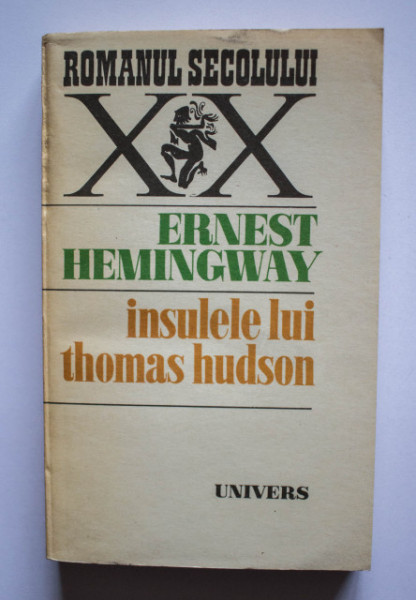 ROMANUL SECOLULUI
XX
ERNEST
HEMINGWAY
insulele lui
thomas hudson
UNIVERS